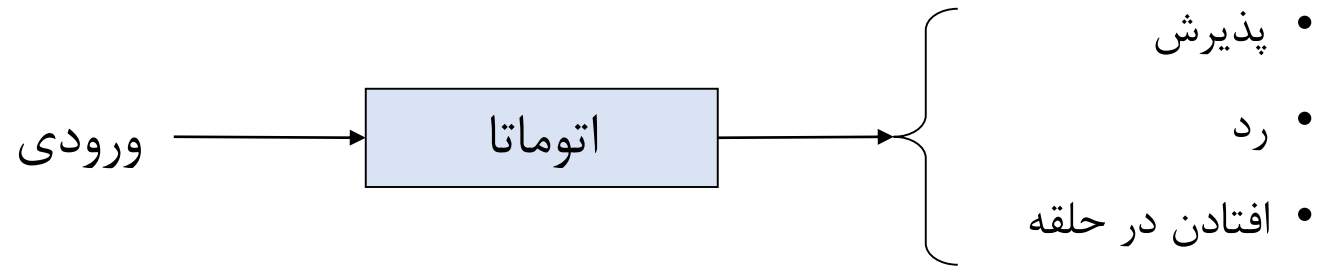 ورودی
اتوماتا
• پذیرش
• رد
• افتادن در حلقه